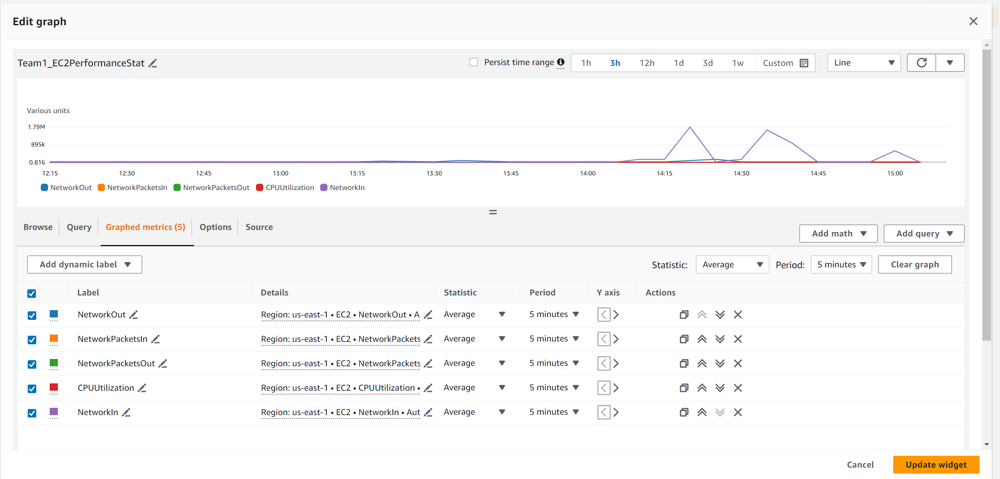 Edit graph
Team1_EC2PerformanceStat
Persist time range 1h 3h 12h 1d 3d 1w Custom Line
Various units
1.79M
895k
0.816
12:15 12:30 12:45 13:00 13:15 13:30 13:45 14:00 14:15 14:30 14:45 15:00
NetworkOut NetworkPacketsIn NetworkPacketsOut CPUUtilization NetworkIn
Browse Query Graphed metrics (5) Options Source
Add math Add query
Add dynamic label Statistic: Average Period: 5 minutes Clear graph
Label Details Statistic Period Y axis Actions
NetworkOut Region: us-east-1 • EC2 • NetworkOut • A Average 5 minutes
NetworkPacketsIn Region: us-east-1 • EC2 • NetworkPackets Average 5 minutes
NetworkPacketsOut Region: us-east-1 • EC2 • NetworkPackets Average 5 minutes
CPUUtilization Region: us-east-1 • EC2 • CPUUtilization • Average 5 minutes
NetworkIn Region: us-east-1 • EC2 • NetworkIn • Aut Average 5 minutes
Cancel Update widget